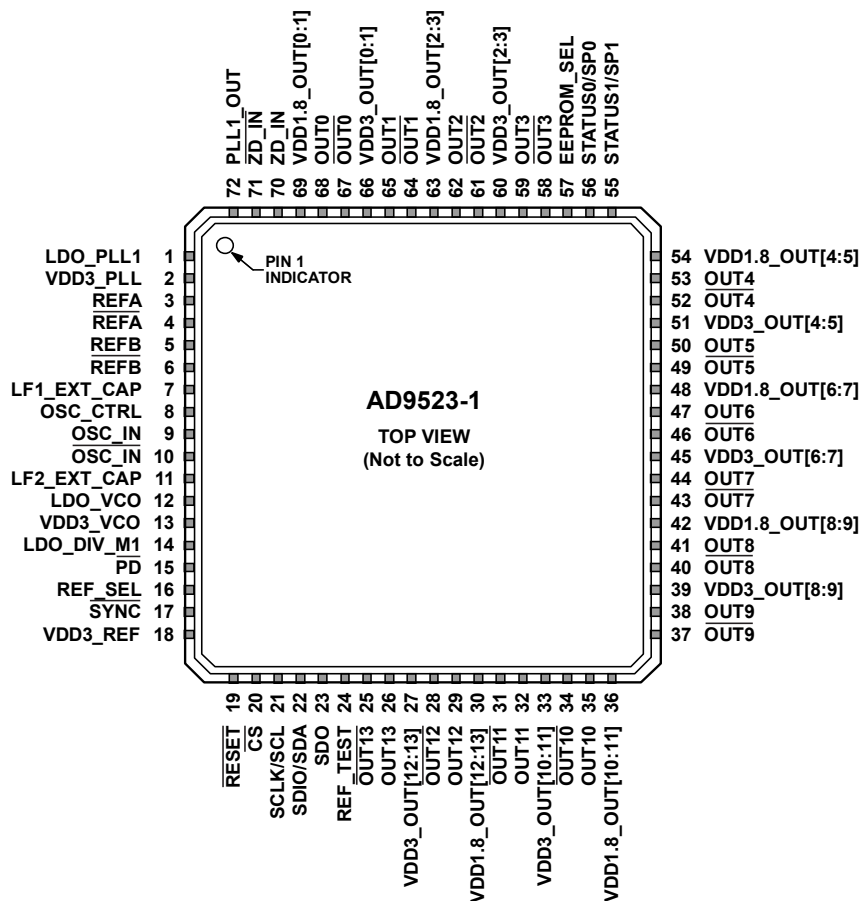 72 PLL1_OUT
71 ZD_IN
70 ZD_IN
69 VDD1.8_OUT[0:1]
68 OUT0
67 OUT0
66 VDD3_OUT[0:1]
65 OUT1
64 OUT1
63 VDD1.8_OUT[2:3]
62 OUT2
61 OUT2
60 VDD3_OUT[2:3]
59 OUT3
58 OUT3
57 EEPROM_SEL
56 STATUS0/SP0
55 STATUS1/SP1
LDO_PLL1 1
VDD3_PLL 2
REFA 3
REFA 4
REFB 5
REFB 6
LF1_EXT_CAP 7
OSC_CTRL 8
OSC_IN 9
OSC_IN 10
LF2_EXT_CAP 11
LDO_VCO 12
VDD3_VCO 13
LDO_DIV_M1 14
PD 15
REF_SEL 16
SYNC 17
VDD3_REF 18
PIN 1
INDICATOR
AD9523-1
TOP VIEW
(Not to Scale)
54 VDD1.8_OUT[4:5]
53 OUT4
52 OUT4
51 VDD3_OUT[4:5]
50 OUT5
49 OUT5
48 VDD1.8_OUT[6:7]
47 OUT6
46 OUT6
45 VDD3_OUT[6:7]
44 OUT7
43 OUT7
42 VDD1.8_OUT[8:9]
41 OUT8
40 OUT8
39 VDD3_OUT[8:9]
38 OUT9
37 OUT9
RESET 19
CS 20
SCLK/SCL 21
SDIO/SDA 22
SDO 23
REF_TEST 24
OUT13 25
OUT13 26
VDD3_OUT[12:13] 27
OUT12 28
OUT12 29
VDD1.8_OUT[12:13] 30
OUT11 31
OUT11 32
VDD3_OUT[10:11] 33
OUT10 34
OUT10 35
VDD1.8_OUT[10:11] 36